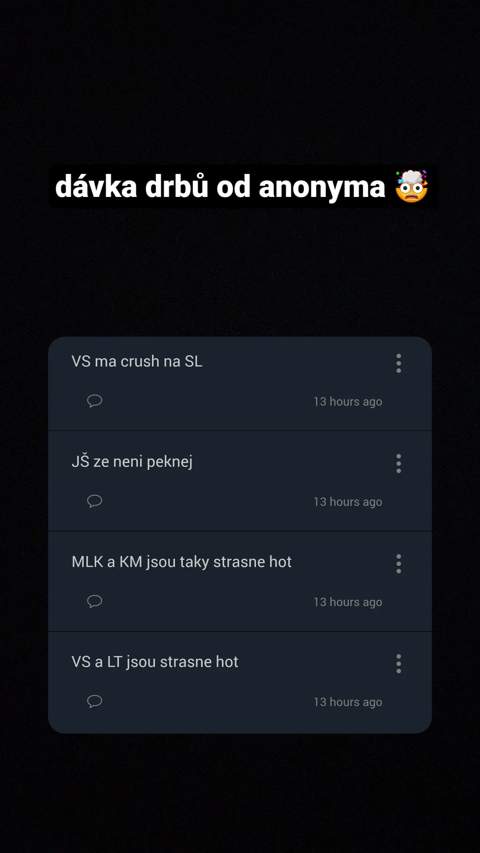 dávka drbů od anonyma 🤯
VS ma crush na SL
13 hours ago
JŠ ze neni peknej
13 hours ago
MLK a KM jsou taky strasne hot
13 hours ago
VS a LT jsou strasne hot
13 hours ago